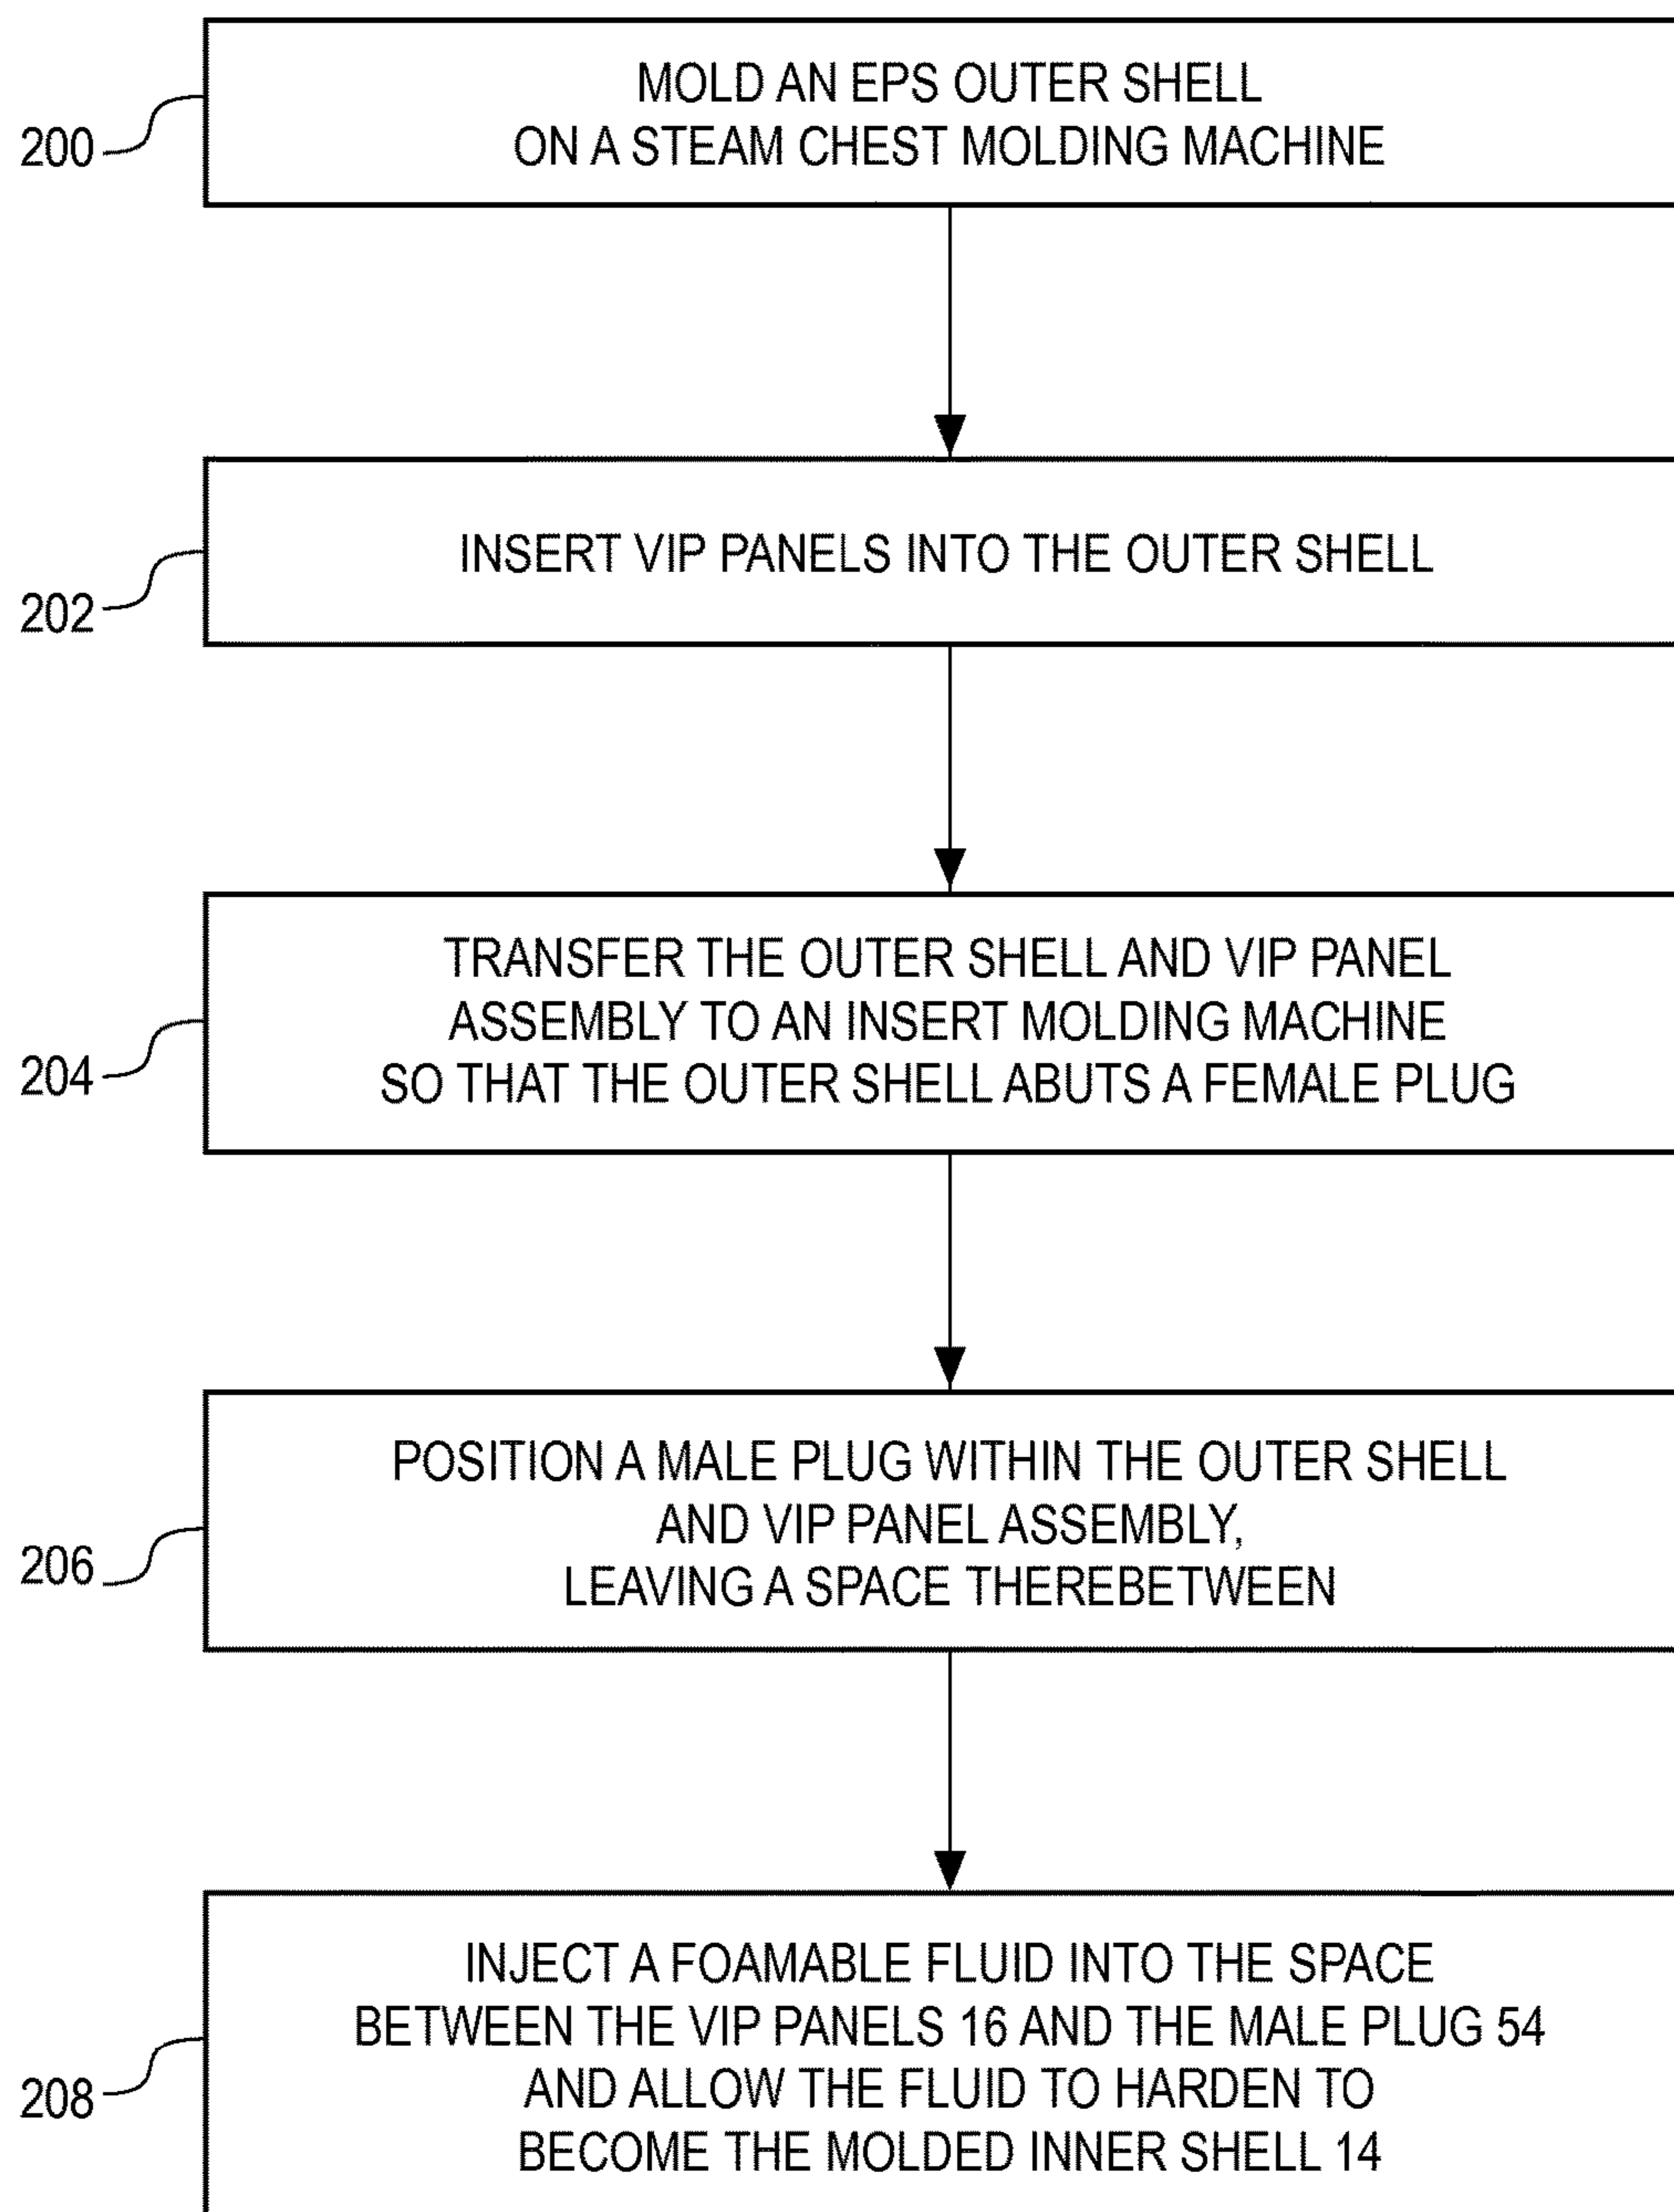 MOLD AN EPS OUTER SHELL
ON A STEAM CHEST MOLDING MACHINE
200
INSERT VIP PANELS INTO THE OUTER SHELL
202
TRANSFER THE OUTER SHELL AND VIP PANEL
ASSEMBLY TO AN INSERT MOLDING MACHINE
SO THAT THE OUTER SHELL ABUTS A FEMALE PLUG
204
POSITION A MALE PLUG WITHIN THE OUTER SHELL
AND VIP PANEL ASSEMBLY,
LEAVING A SPACE THEREBETWEEN
206
INJECT A FOAMABLE FLUID INTO THE SPACE
BETWEEN THE VIP PANELS 16 AND THE MALE PLUG 54
AND ALLOW THE FLUID TO HARDEN TO
BECOME THE MOLDED INNER SHELL 14
208